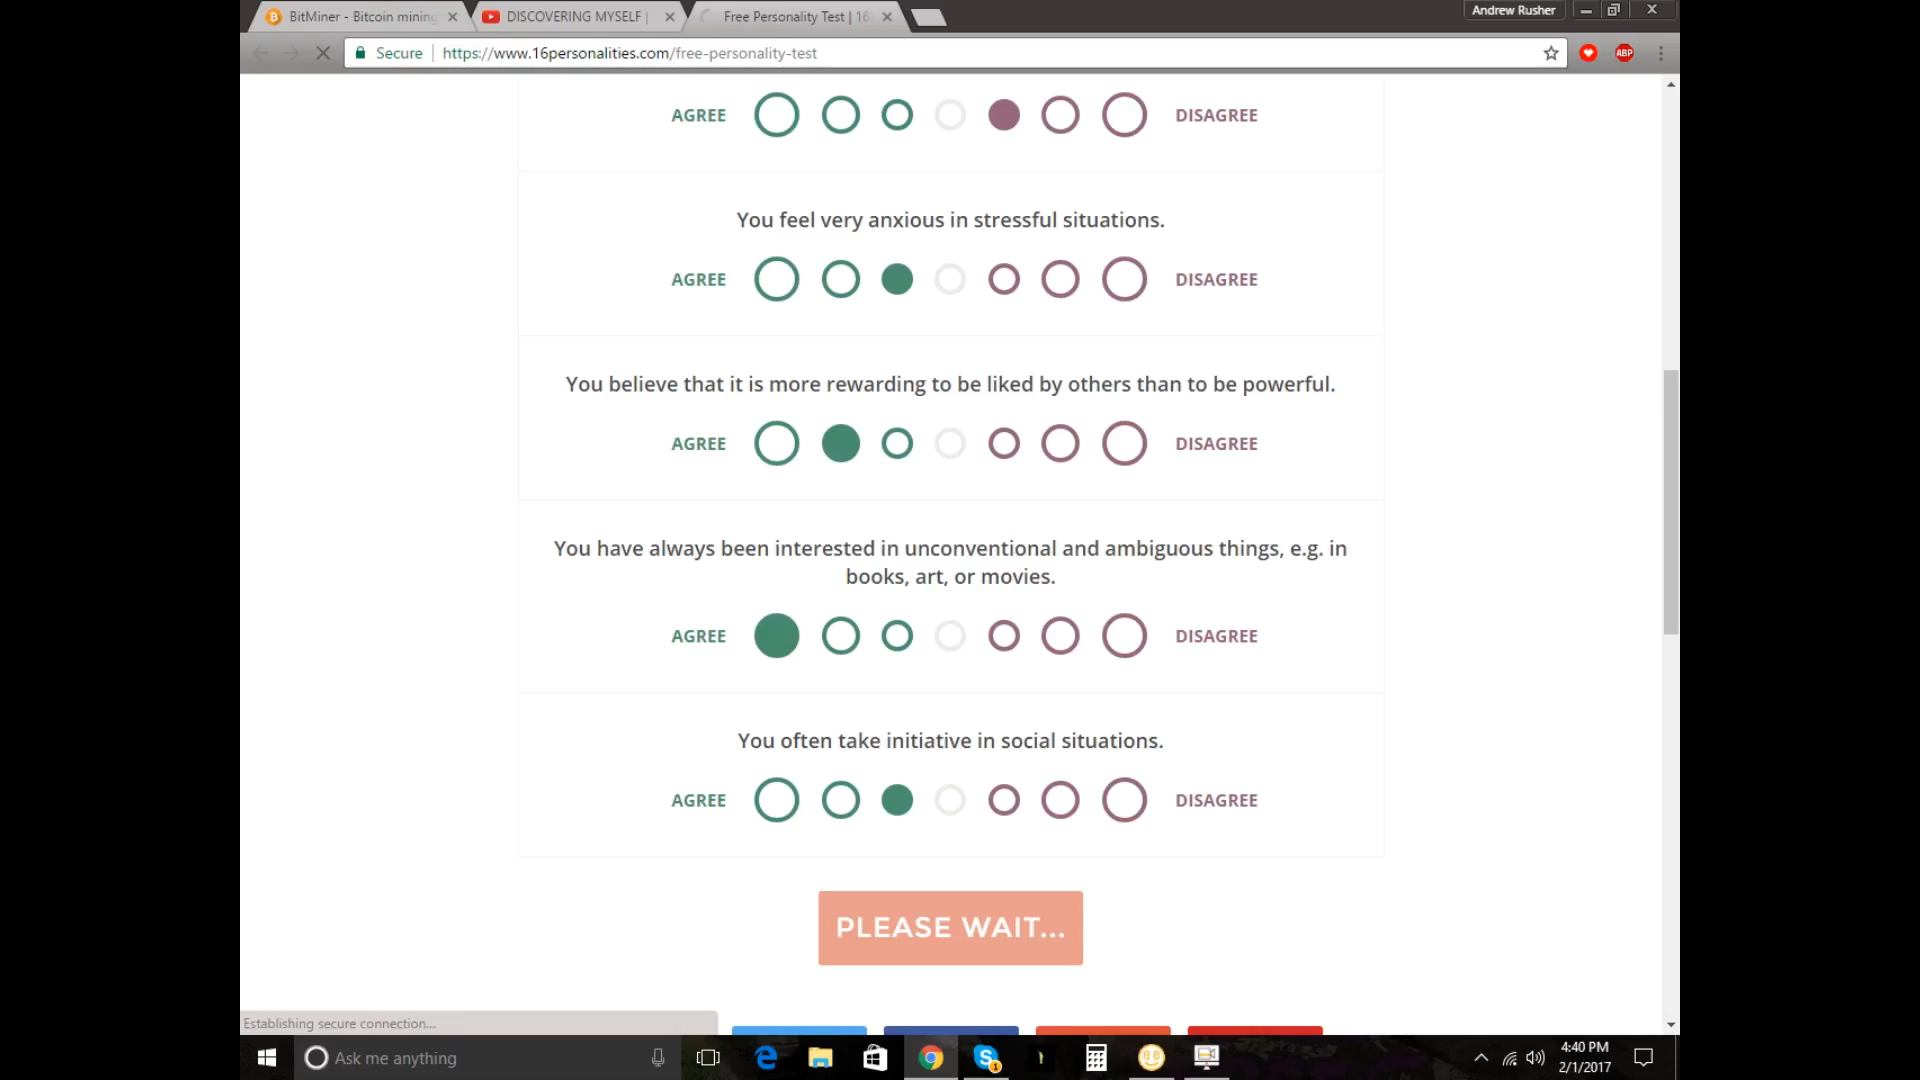 BitMiner - Bitcoin mining
DISCOVERING MYSELF |
Free Personality Test | 16
Andrew Rusher
Secure
https://www.16personalities.com/free-personality-test
ABP
AGREE DISAGREE
You feel very anxious in stressful situations.
AGREE DISAGREE
You believe that it is more rewarding to be liked by others than to be powerful.
AGREE DISAGREE
You have always been interested in unconventional and ambiguous things, e.g. in
books, art, or movies.
AGREE DISAGREE
You often take initiative in social situations.
AGREE DISAGREE
PLEASE WAIT...
Establishing secure connection...
Ask me anything
1
4:40 PM
2/1/2017